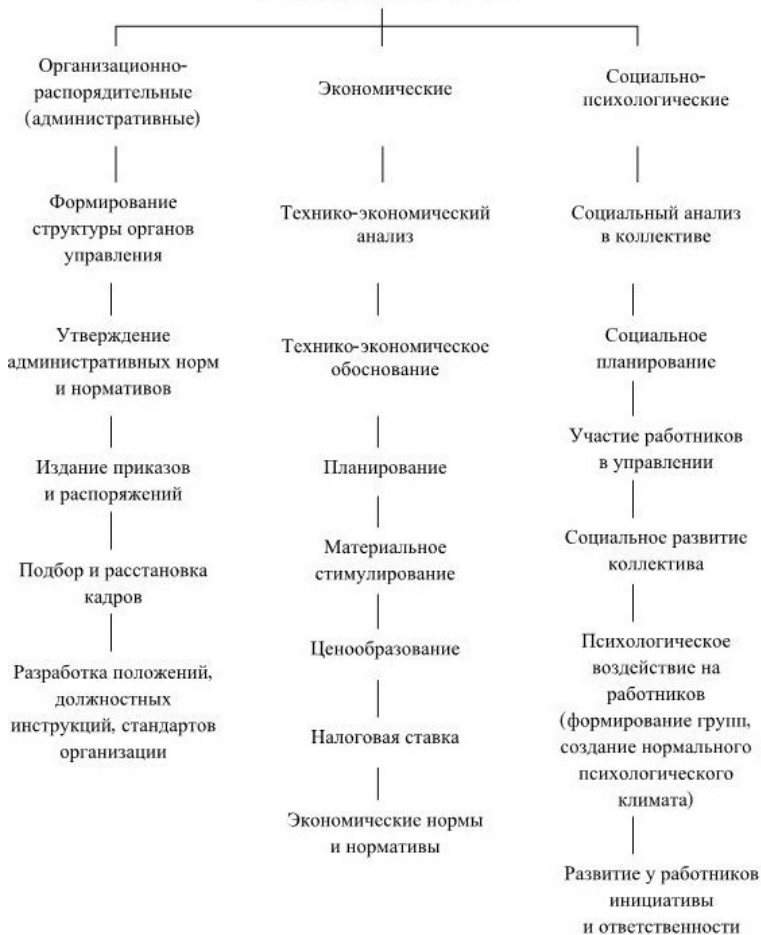 Организационно-
распорядительные
(административные)
Формирование
структуры органов
управления
Утверждение
административных норм
и нормативов
Издание приказов
и распоряжений
Подбор и расстановка
кадров
Разработка положений,
должностных
инструкций, стандартов
организации
Экономические
Технико-экономический
анализ
Технико-экономическое
обоснование
Планирование
Материальное
стимулирование
Ценообразование
Налоговая ставка
Экономические нормы
и нормативы
Социально-
психологические
Социальный анализ
в коллективе
Социальное
планирование
Участие работников
в управлении
Социальное развитие
коллектива
Психологическое
воздействие на
работников
(формирование групп,
создание нормального
психологического
климата)
Развитие у работников
инициативы
и ответственности